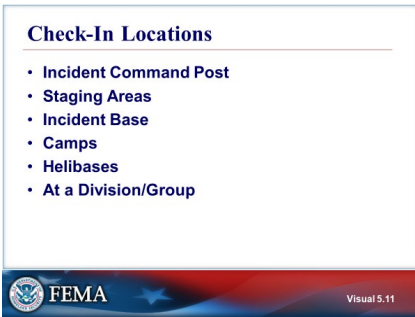 Check-In Locations
• Incident Command Post
• Staging Areas
• Incident Base
• Camps
• Helibases
• At a Division/Group
FEMA
Visual 5.11